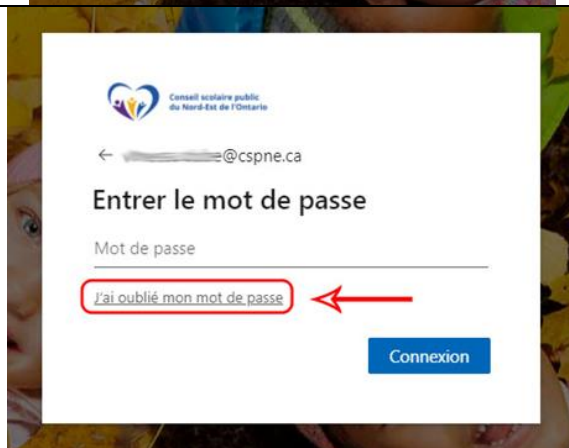 Conseil scolaire public
du Nord-Est de l'Ontario
@cspne.ca
Entrer le mot de passe
Mot de passe
J'ai oublié mon mot de passe
Connexion